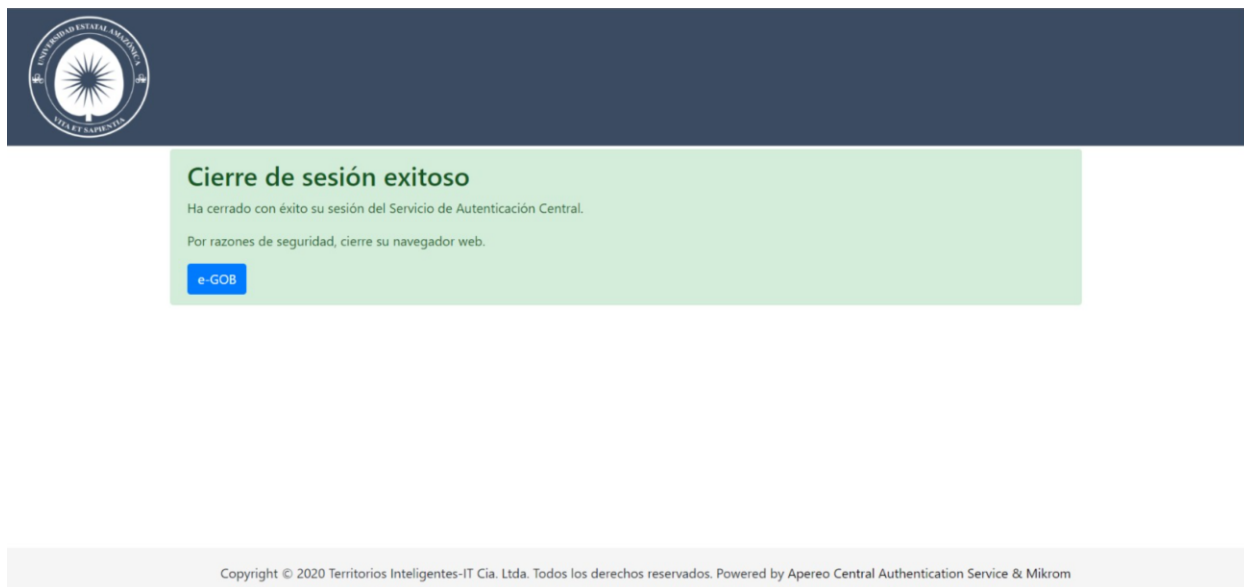 UNIVERSIDAD ESTATAL AMAZÓNICA
VITA ET SAPIENTIA
Cierre de sesión exitoso
Ha cerrado con éxito su sesión del Servicio de Autenticación Central.
Por razones de seguridad, cierre su navegador web.
e-GOB
Copyright © 2020 Territorios Inteligentes-IT Cia. Ltda. Todos los derechos reservados. Powered by Apereo Central Authentication Service & Mikrom